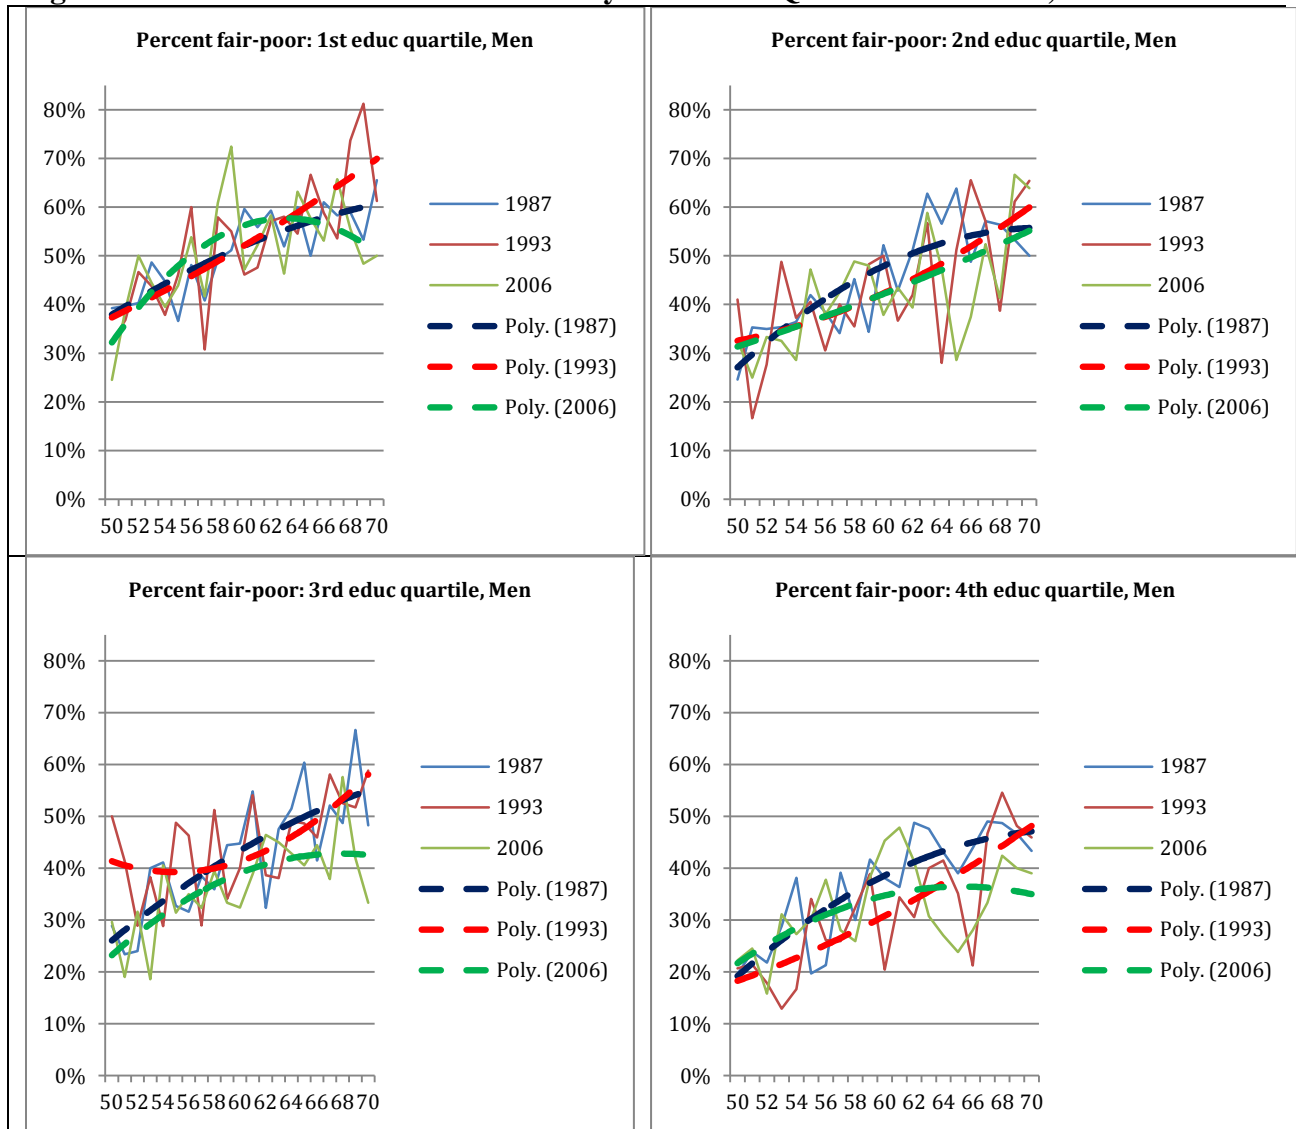 Percent fair-poor: 1st educ quartile, Men
80%
70%
60%
50%
40%
30%
20%
10%
0%
50 52 54 56 58 60 62 64 66 68 70
1987
1993
2006
Poly. (1987)
Poly. (1993)
Poly. (2006)
Percent fair-poor: 2nd educ quartile, Men
80%
70%
60%
50%
40%
30%
20%
10%
0%
50 52 54 56 58 60 62 64 66 68 70
1987
1993
2006
Poly. (1987)
Poly. (1993)
Poly. (2006)
Percent fair-poor: 3rd educ quartile, Men
80%
70%
60%
50%
40%
30%
20%
10%
0%
50 52 54 56 58 60 62 64 66 68 70
1987
1993
2006
Poly. (1987)
Poly. (1993)
Poly. (2006)
Percent fair-poor: 4th educ quartile, Men
80%
70%
60%
50%
40%
30%
20%
10%
0%
50 52 54 56 58 60 62 64 66 68 70
1987
1993
2006
Poly. (1987)
Poly. (1993)
Poly. (2006)